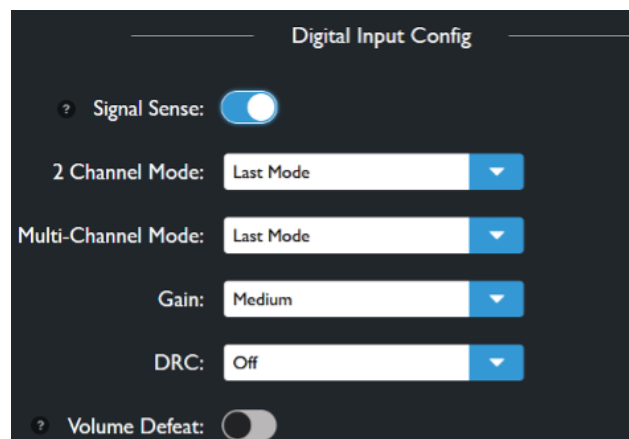 Digital Input Config
? Signal Sense:
2 Channel Mode: Last Mode
Multi-Channel Mode: Last Mode
Gain: Medium
DRC: Off
? Volume Defeat: